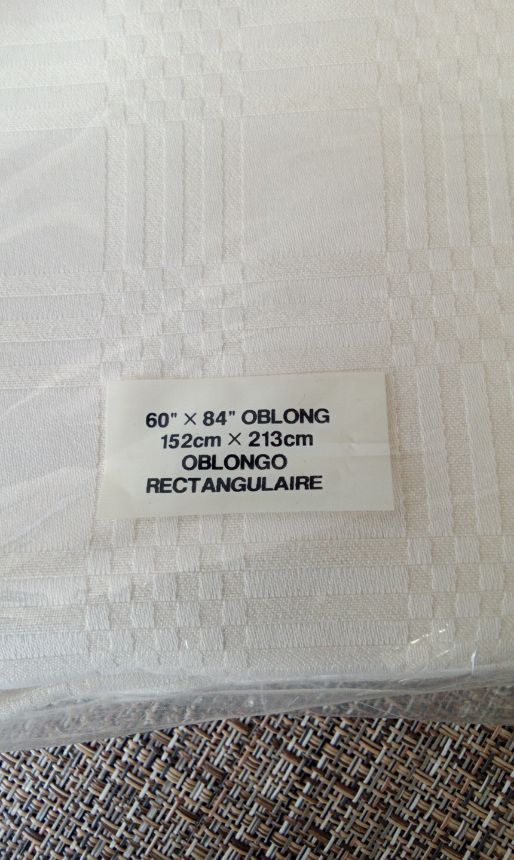 60" × 84" OBLONG
152cm × 213cm
OBLONGO
RECTANGULAIRE